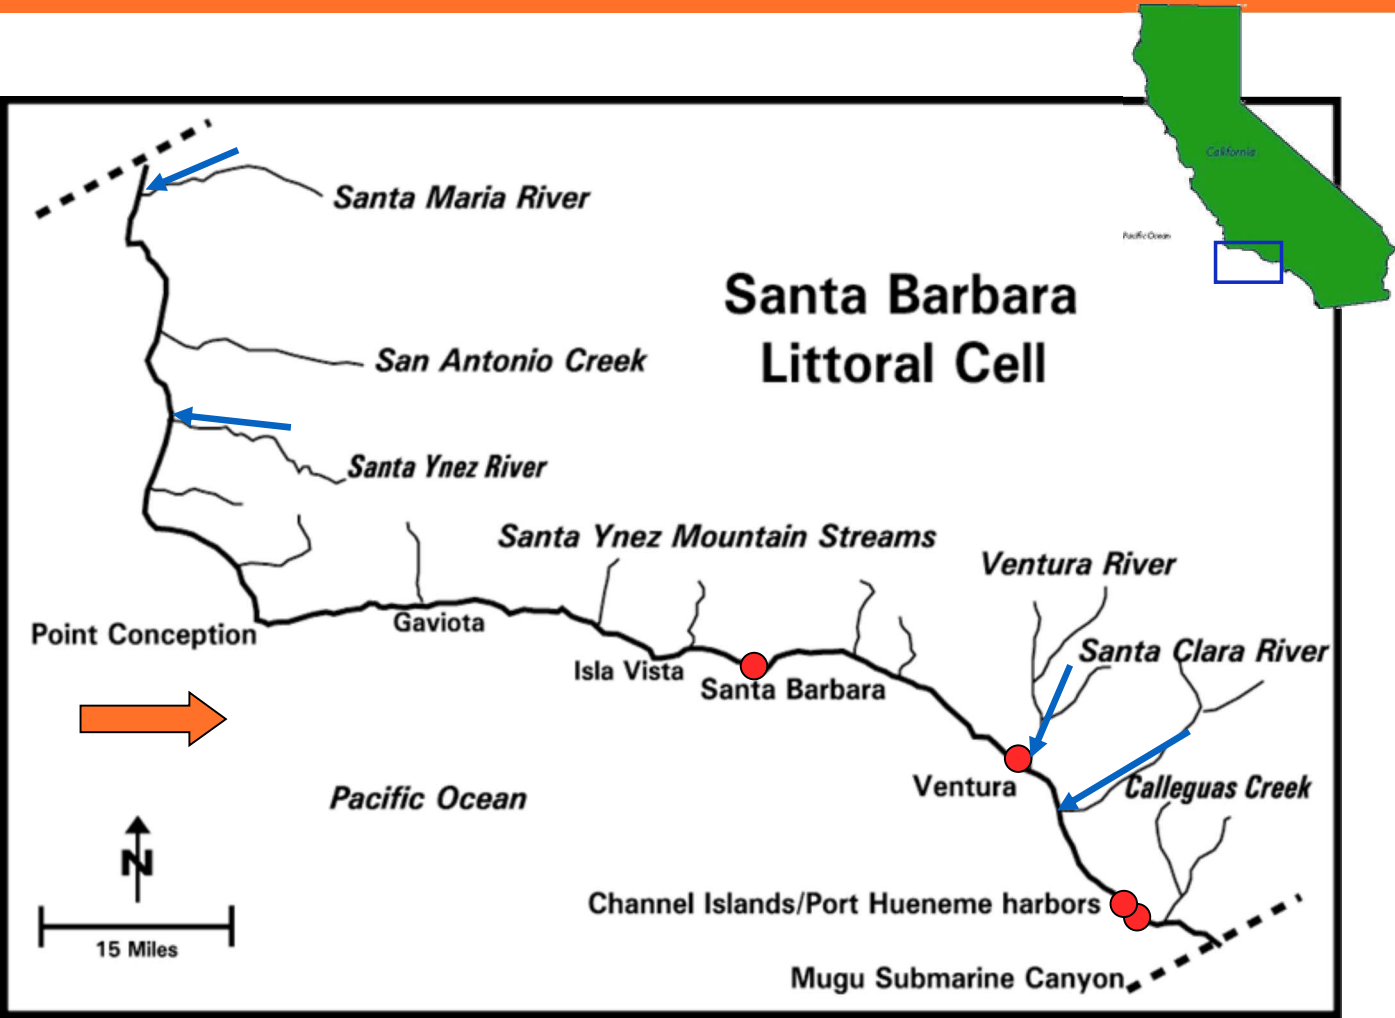 California
Pacific Ocean
Santa Maria River
Santa Barbara
Littoral Cell
San Antonio Creek
Santa Ynez River
Santa Ynez Mountain Streams
Ventura River
Point Conception
Gaviota
Santa Clara River
Isla Vista
Santa Barbara
Ventura
Calleguas Creek
Pacific Ocean
N
Channel Islands/Port Hueneme harbors
15 Miles
Mugu Submarine Canyon